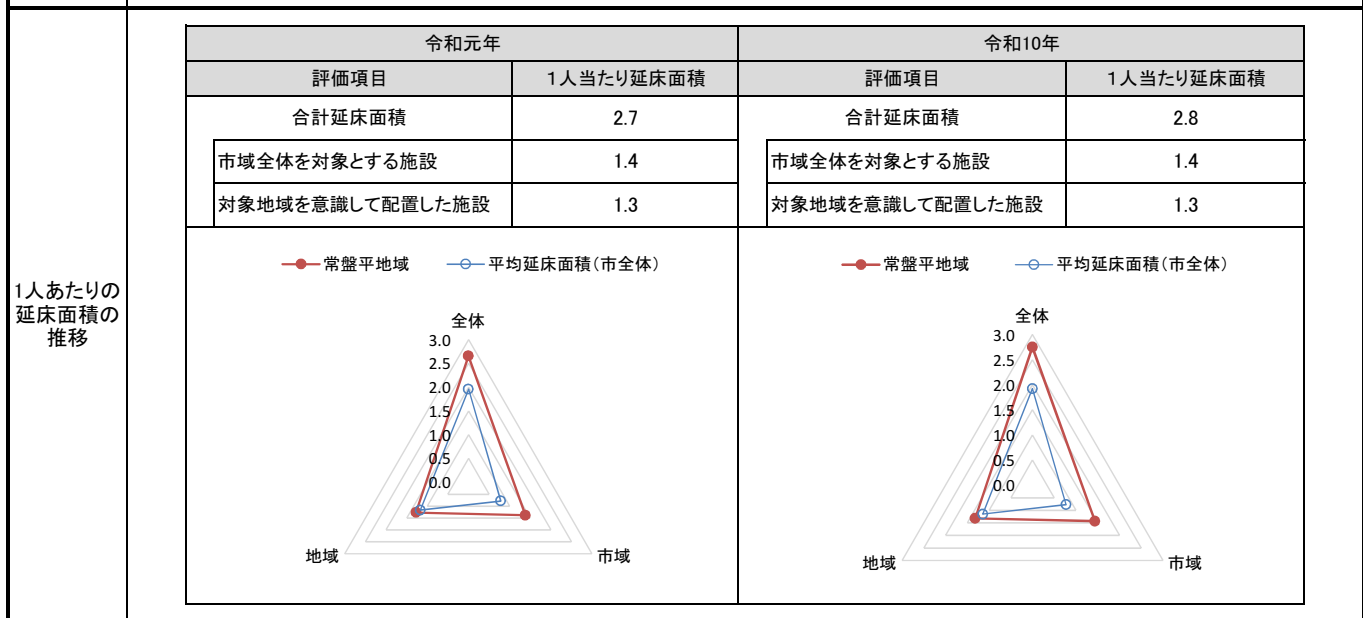 1人あたりの
延床面積の
推移
令和元年
令和10年
評価項目
1人当たり延床面積
評価項目
1人当たり延床面積
合計延床面積
2.7
合計延床面積
2.8
市域全体を対象とする施設
1.4
市域全体を対象とする施設
1.4
対象地域を意識して配置した施設
1.3
対象地域を意識して配置した施設
1.3
常盤平地域
平均延床面積(市全体)
全体
3.0
2.5
2.0
1.5
1.0
0.5
0.0
地域
市域
常盤平地域
平均延床面積(市全体)
全体
3.0
2.5
2.0
1.5
1.0
0.5
0.0
地域
市域